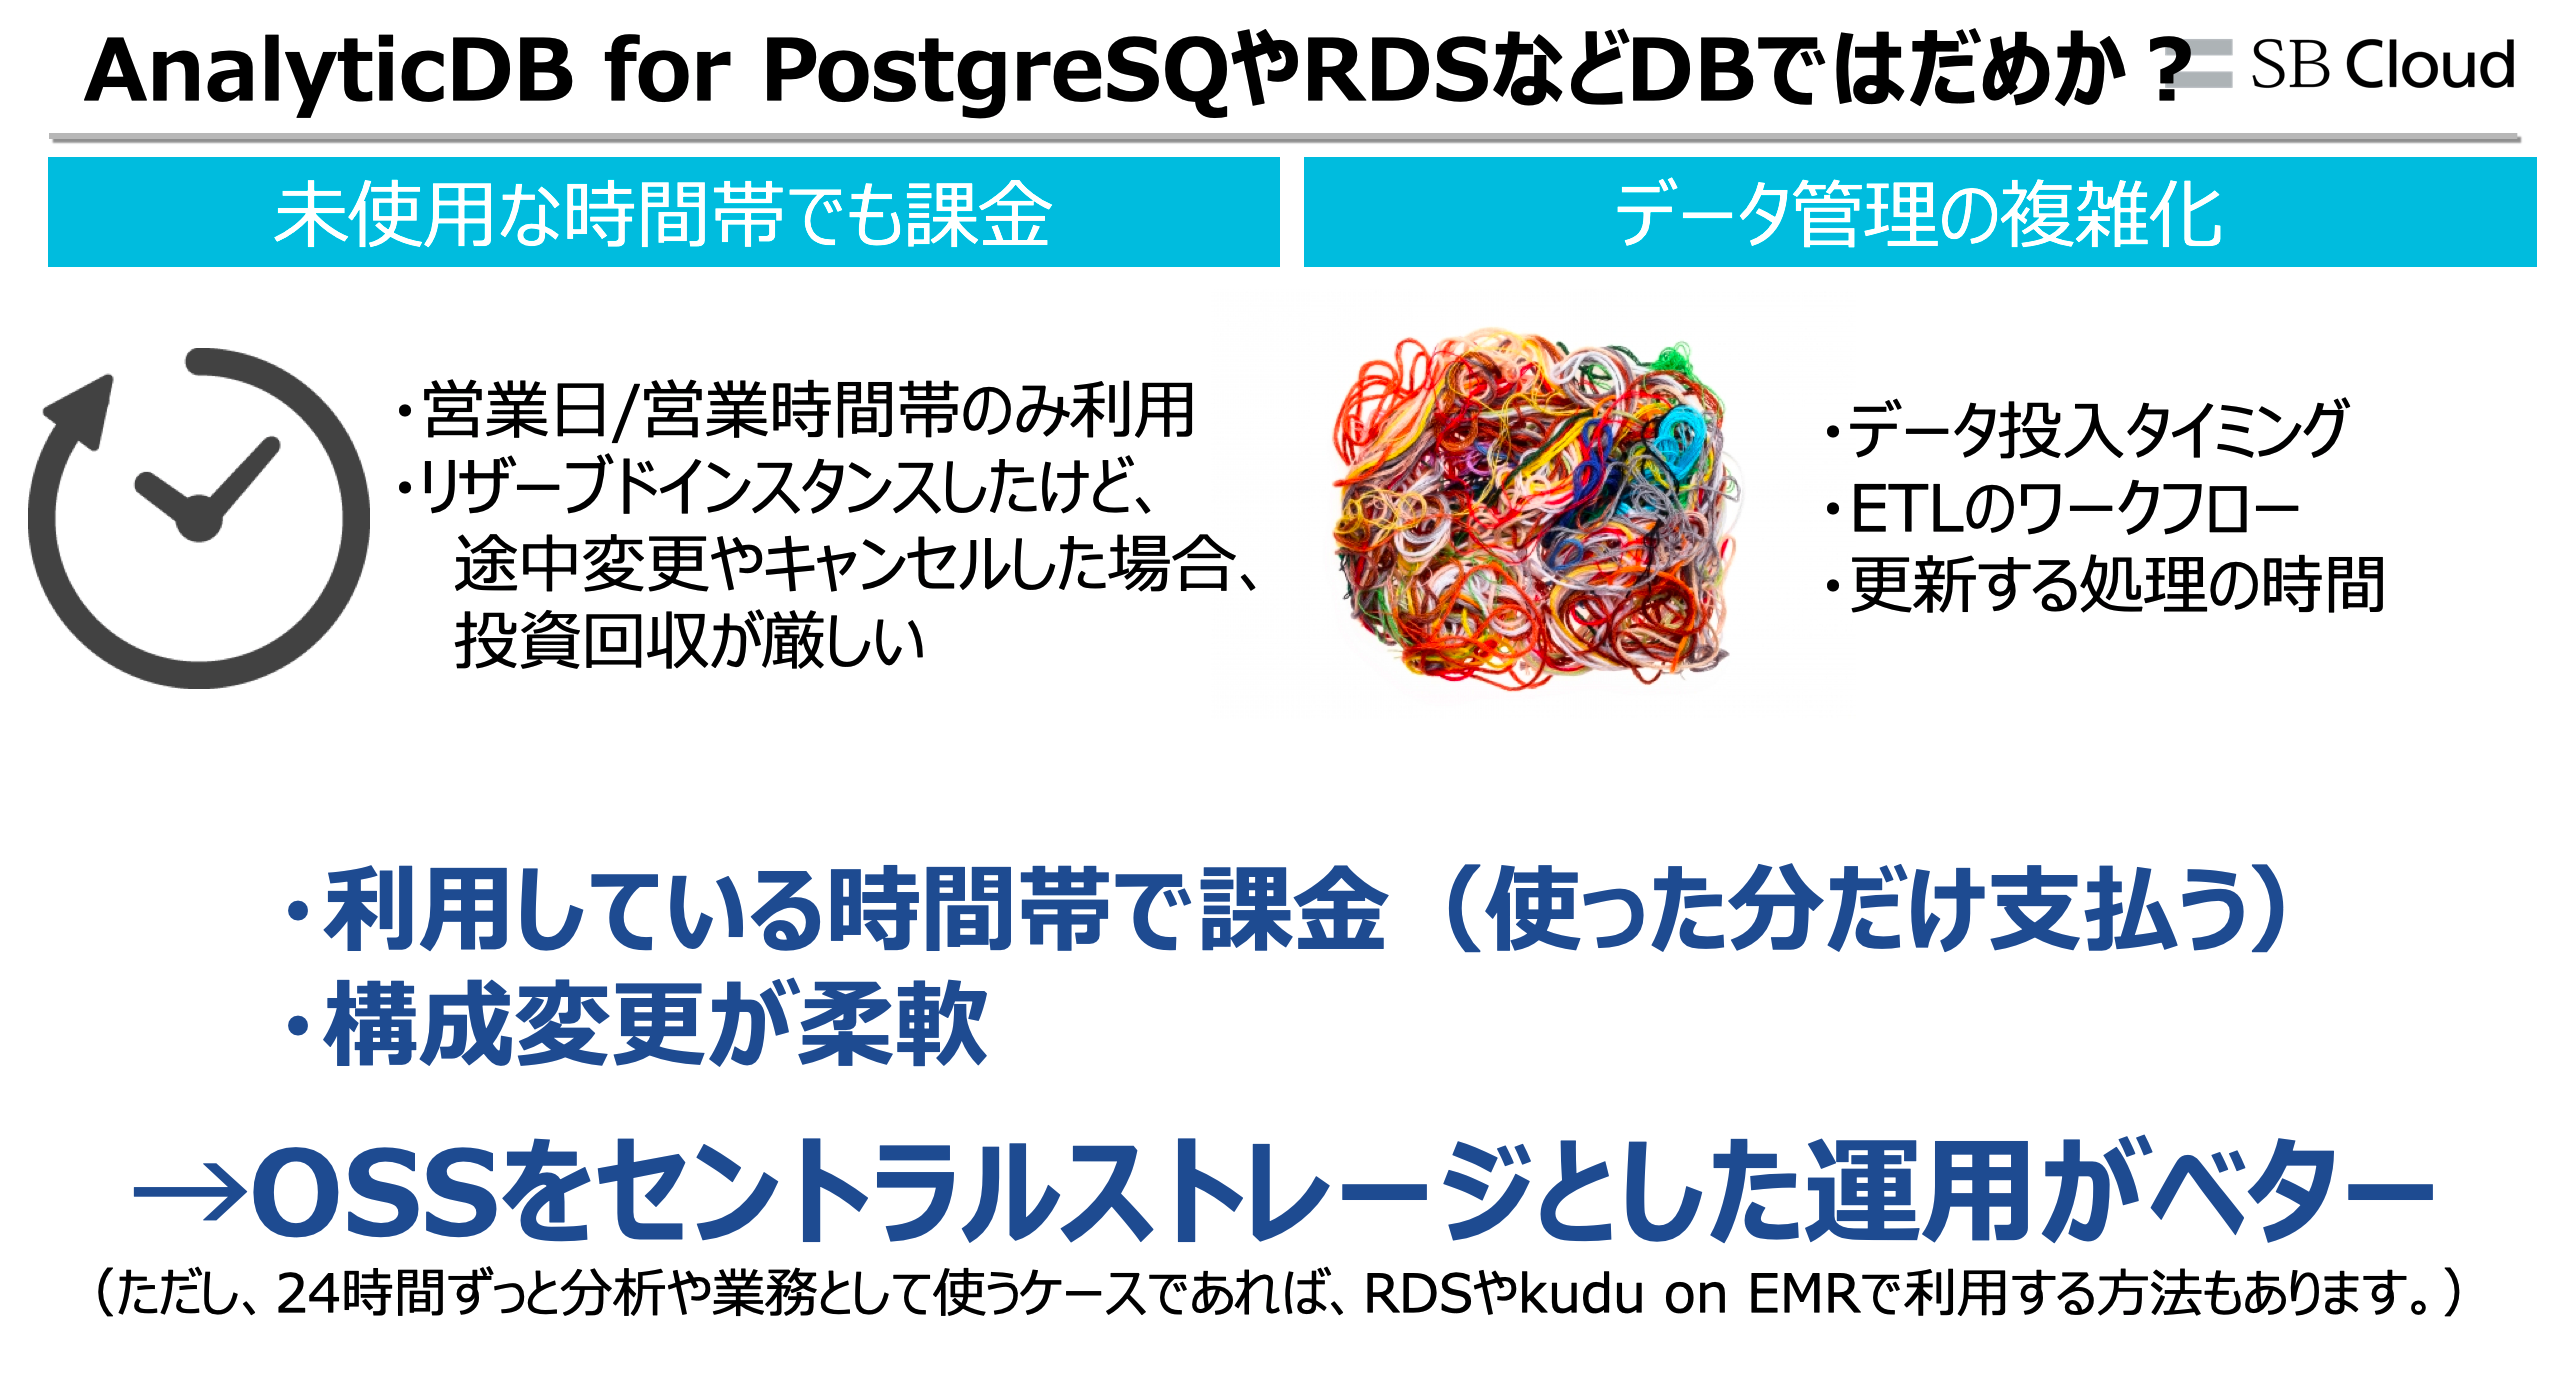 AnalyticDB for PostgreSQやRDSなどDBではだめか？
SB Cloud
未使用な時間帯でも課金
・営業日/営業時間帯のみ利用
・リザーブドインスタンスしたけど、
途中変更やキャンセルした場合、
投資回収が厳しい
データ管理の複雑化
・データ投入タイミング
・ETLのワークフロー
・更新する処理の時間
・利用している時間帯で課金（使った分だけ支払う）
・構成変更が柔軟
→OSSをセントラルストレージとした運用がベター
（ただし、24時間ずっと分析や業務として使うケースであれば、RDSやkudu on EMRで利用する方法もあります。）